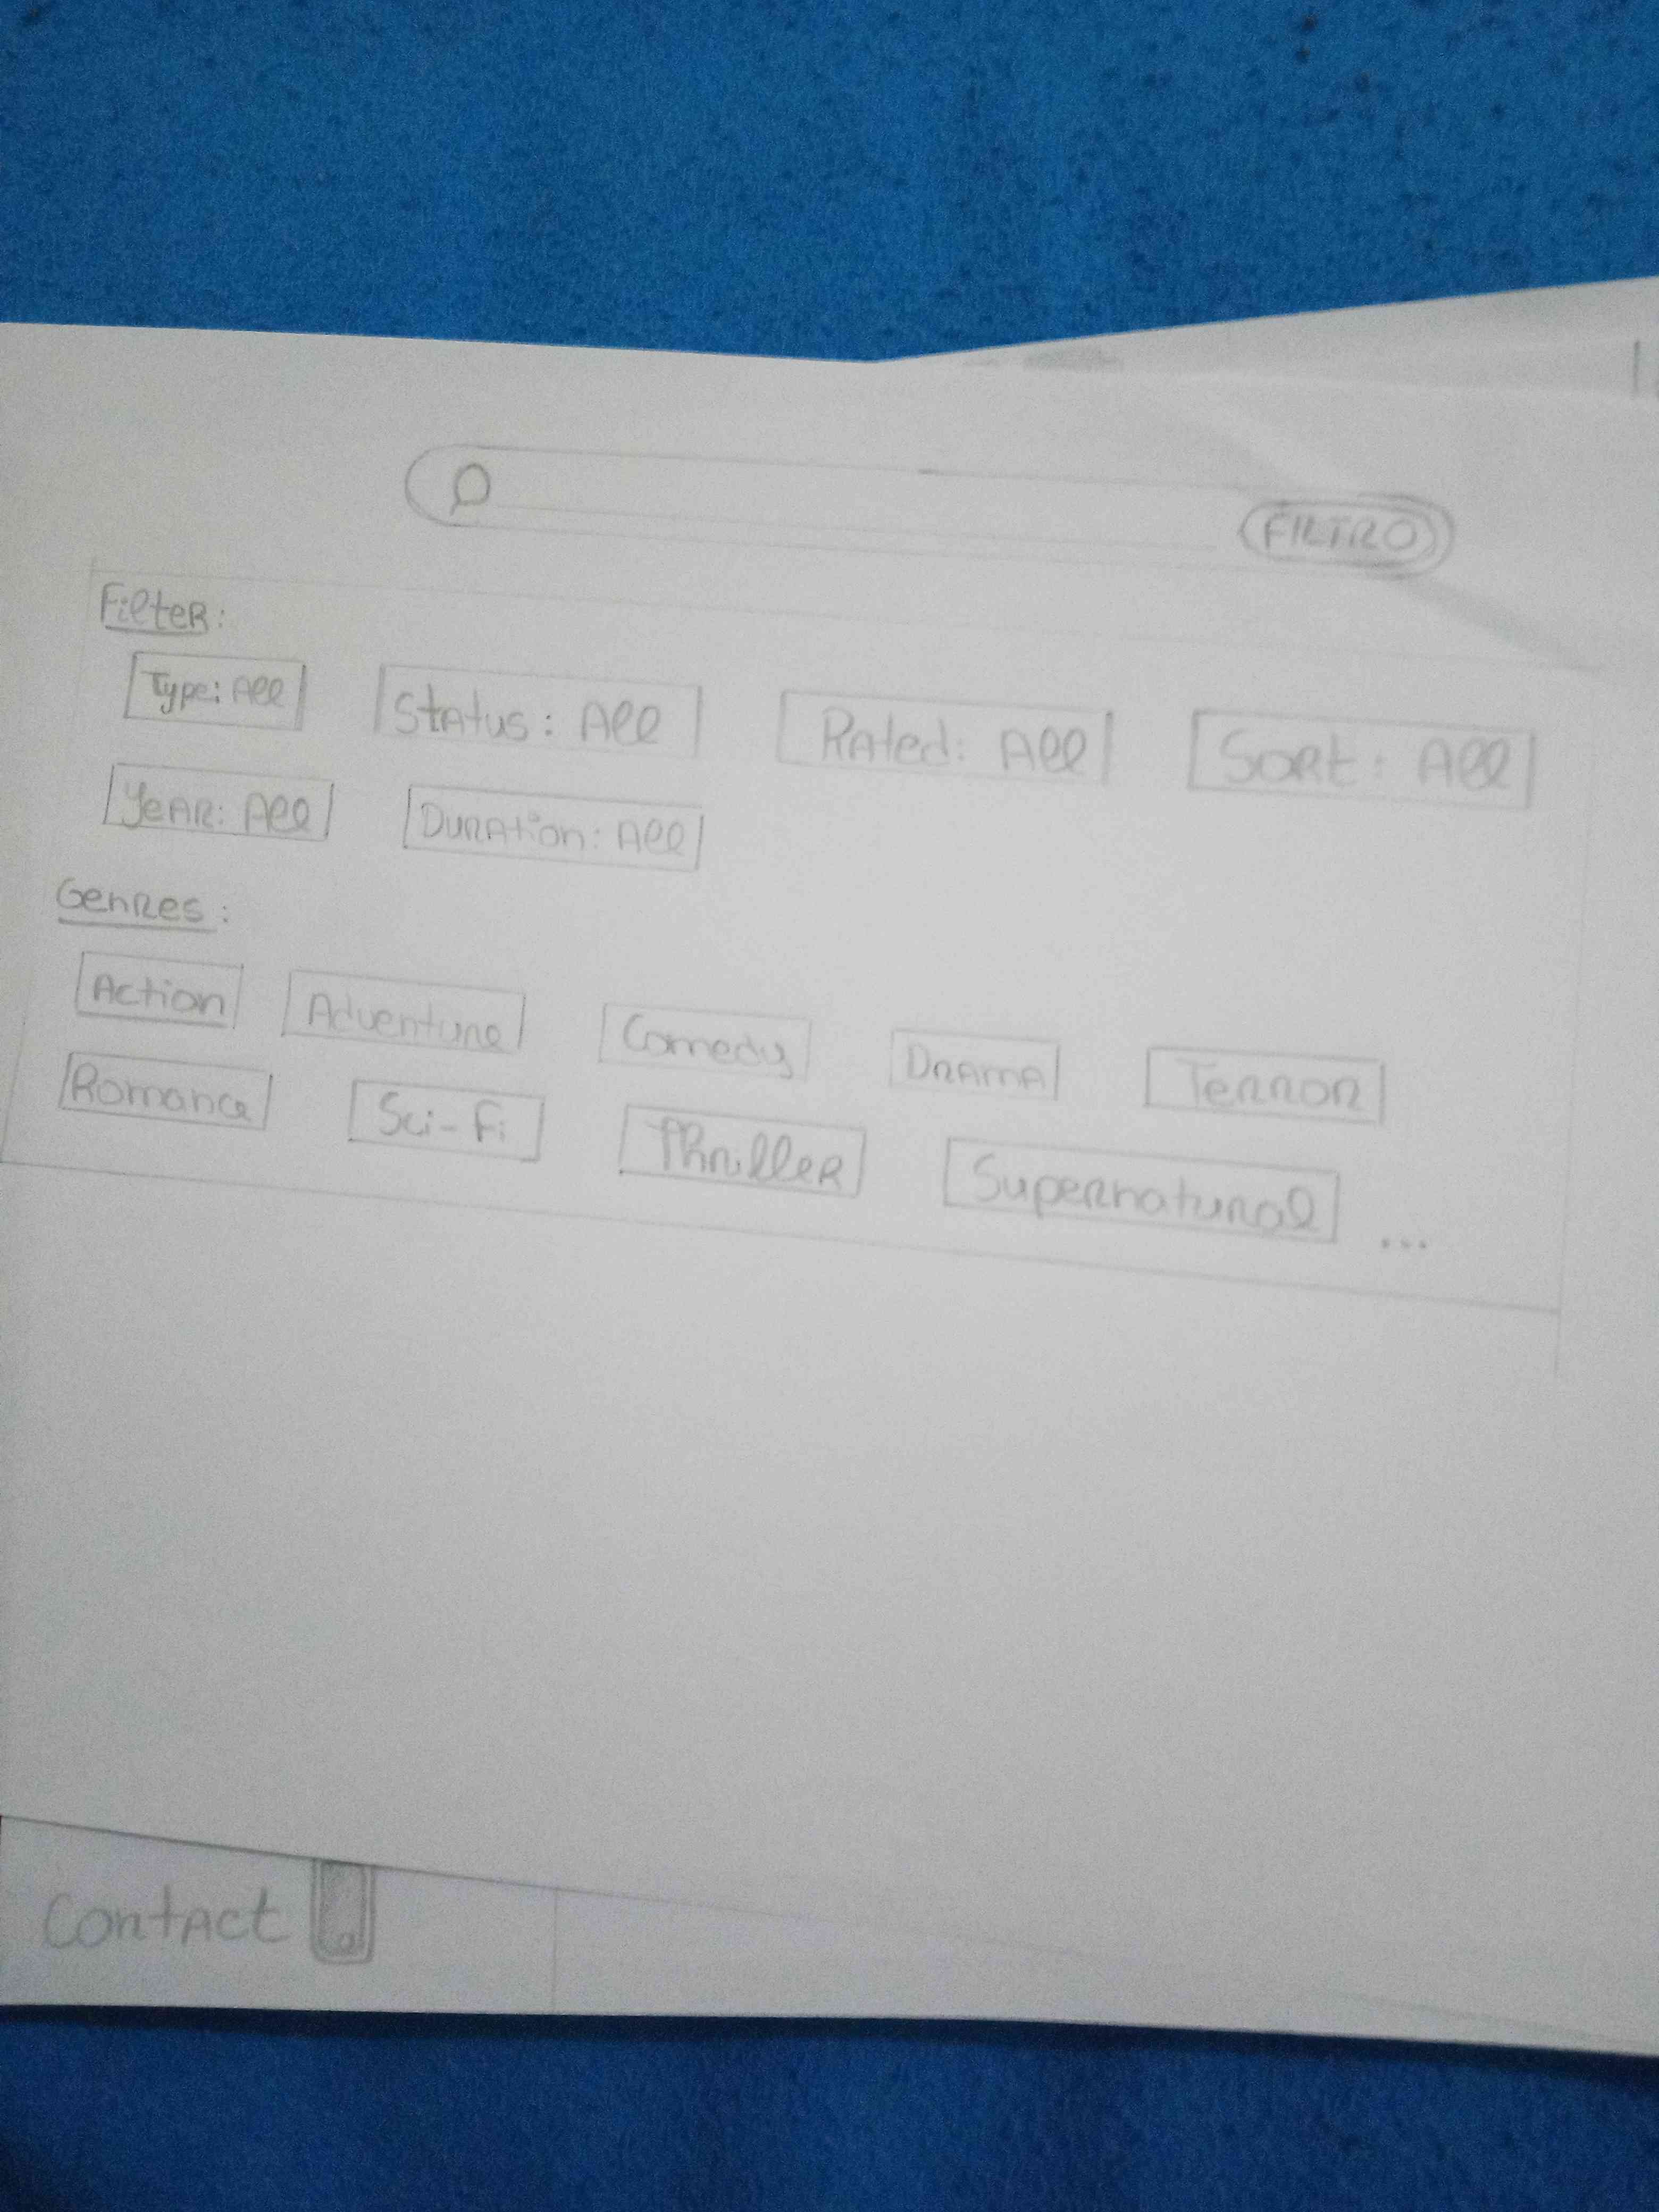 FILTRO
Filter:
Type: All Status: All Rated: All Sort: All
Year: All Duration: All
Genres:
Action Adventure Comedy Drama Terror
Romance Sci-Fi Thriller Supernatural ...
Contact